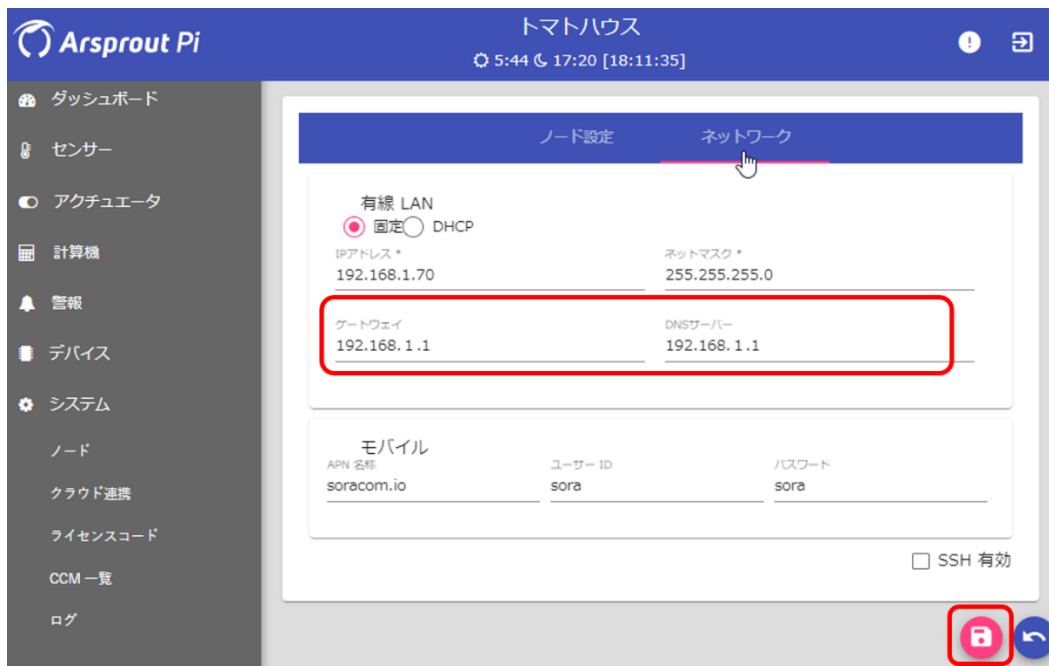 Arsprout Pi
トマトハウス
5:44 17:20 [18:11:35]
ダッシュボード
センサー
アクチュエータ
計算機
警報
デバイス
システム
ノード
クラウド連携
ライセンスコード
CCM 一覧
ログ
ノード設定 ネットワーク
有線 LAN
固定 DHCP
IPアドレス * ネットマスク *
192.168.1.70 255.255.255.0
ゲートウェイ DNSサーバー
192.168.1.1 192.168.1.1
モバイル
APN 名称 ユーザー ID パスワード
soracom.io sora sora
SSH 有効